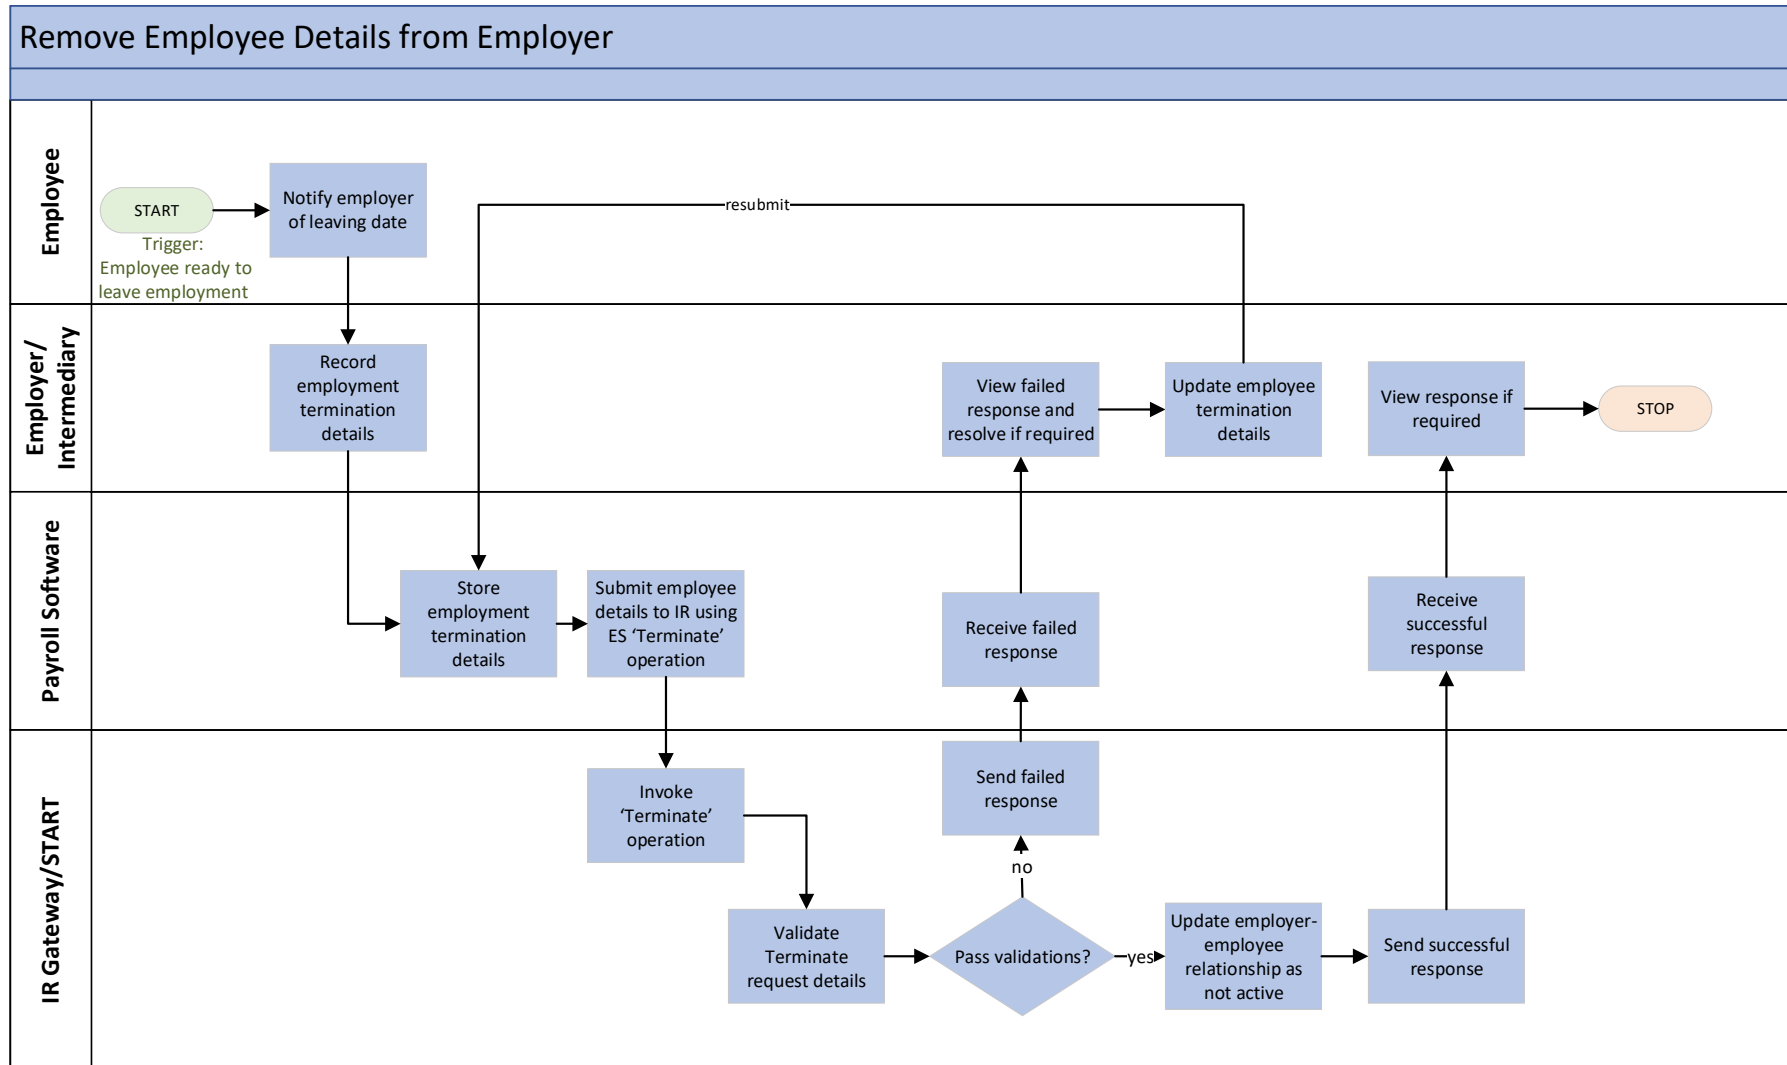 Remove Employee Details from Employer
Employee
START
Trigger:
Employee ready to
leave employment
Notify employer
of leaving date
resubmit
Employer/
Intermediary
Record
employment
termination
details
View failed
response and
resolve if required
Update employee
termination
details
View response if
required
STOP
Payroll Software
Store
employment
termination
details
Submit employee
details to IR using
ES ‘Terminate’
operation
Receive failed
response
Receive
successful
response
IR Gateway/START
Invoke
‘Terminate’
operation
Send failed
response
no
Validate
Terminate
request details
Pass validations?
yes
Update employer-
employee
relationship as
not active
Send successful
response